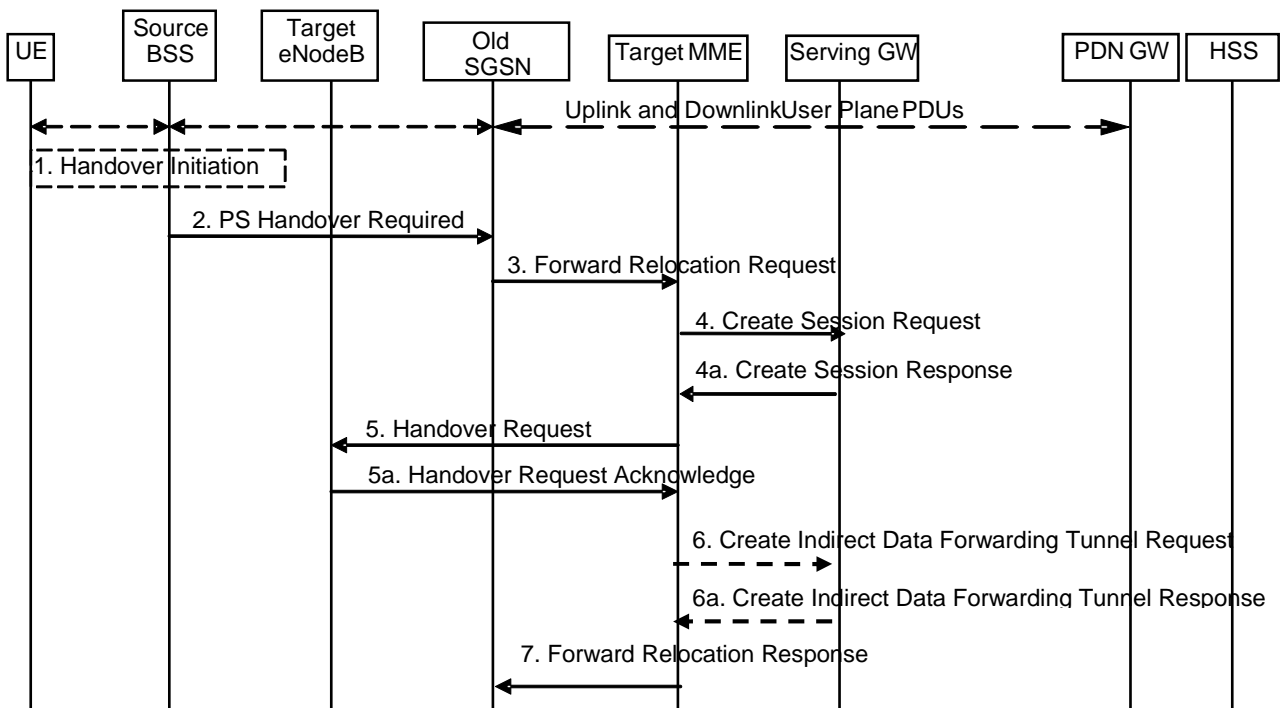 UE
Source
BSS
Target
eNodeB
Old
SGSN
Target MME
Serving GW
PDN GW
HSS
Uplink and DownlinkUser Plane PDUs
1. Handover Initiation
2. PS Handover Required
3. Forward Relocation Request
4. Create Session Request
4a. Create Session Response
5. Handover Request
5a. Handover Request Acknowledge
6. Create Indirect Data Forwarding Tunnel Request
6a. Create Indirect Data Forwarding Tunnel Response
7. Forward Relocation Response